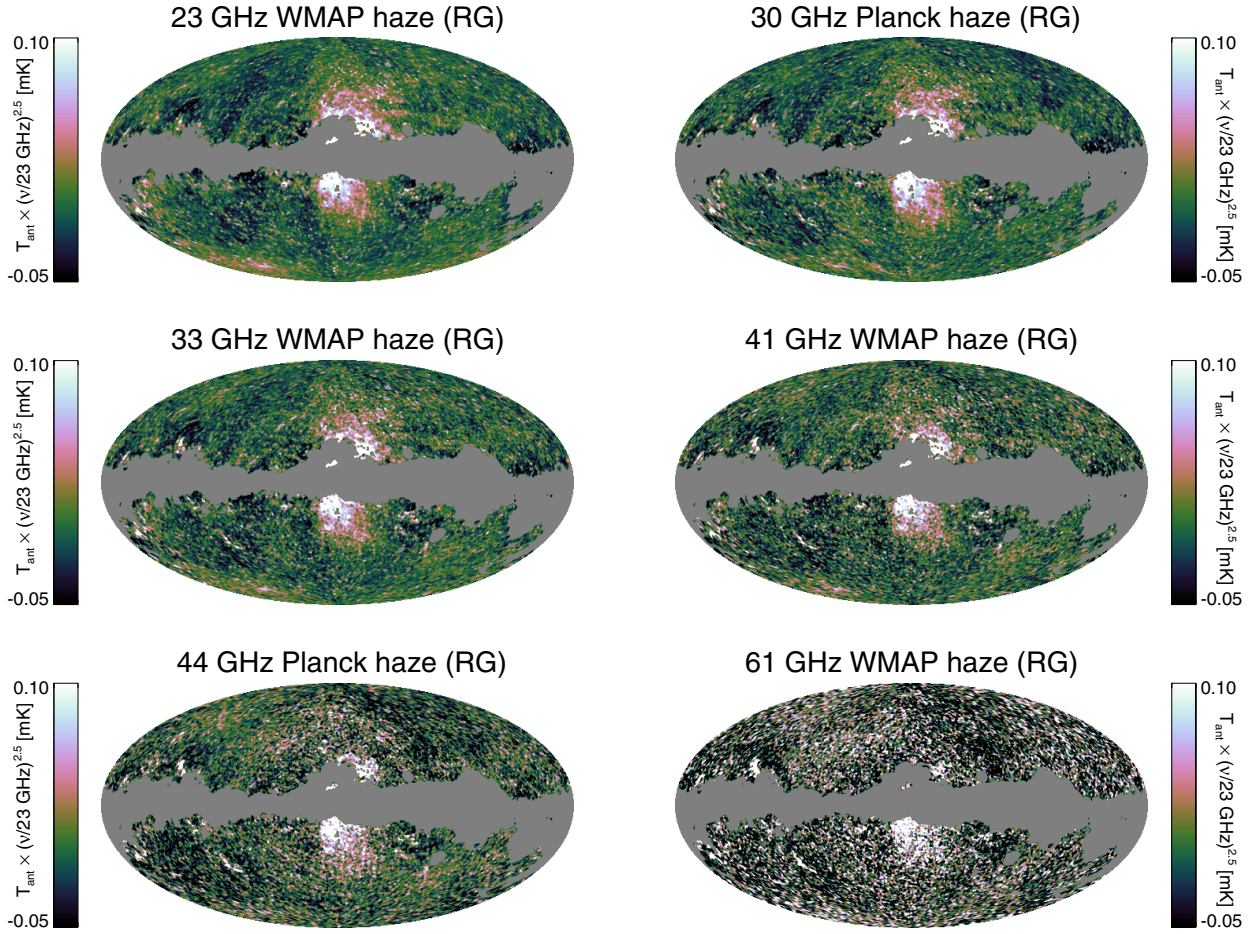 23 GHz WMAP haze (RG)
30 GHz Planck haze (RG)
0.10
T_ant × (ν/23 GHz)^2.5 [mK]
-0.05
0.10
T_ant × (ν/23 GHz)^2.5 [mK]
-0.05
33 GHz WMAP haze (RG)
41 GHz WMAP haze (RG)
0.10
T_ant × (ν/23 GHz)^2.5 [mK]
-0.05
0.10
T_ant × (ν/23 GHz)^2.5 [mK]
-0.05
44 GHz Planck haze (RG)
61 GHz WMAP haze (RG)
0.10
T_ant × (ν/23 GHz)^2.5 [mK]
-0.05
0.10
T_ant × (ν/23 GHz)^2.5 [mK]
-0.05